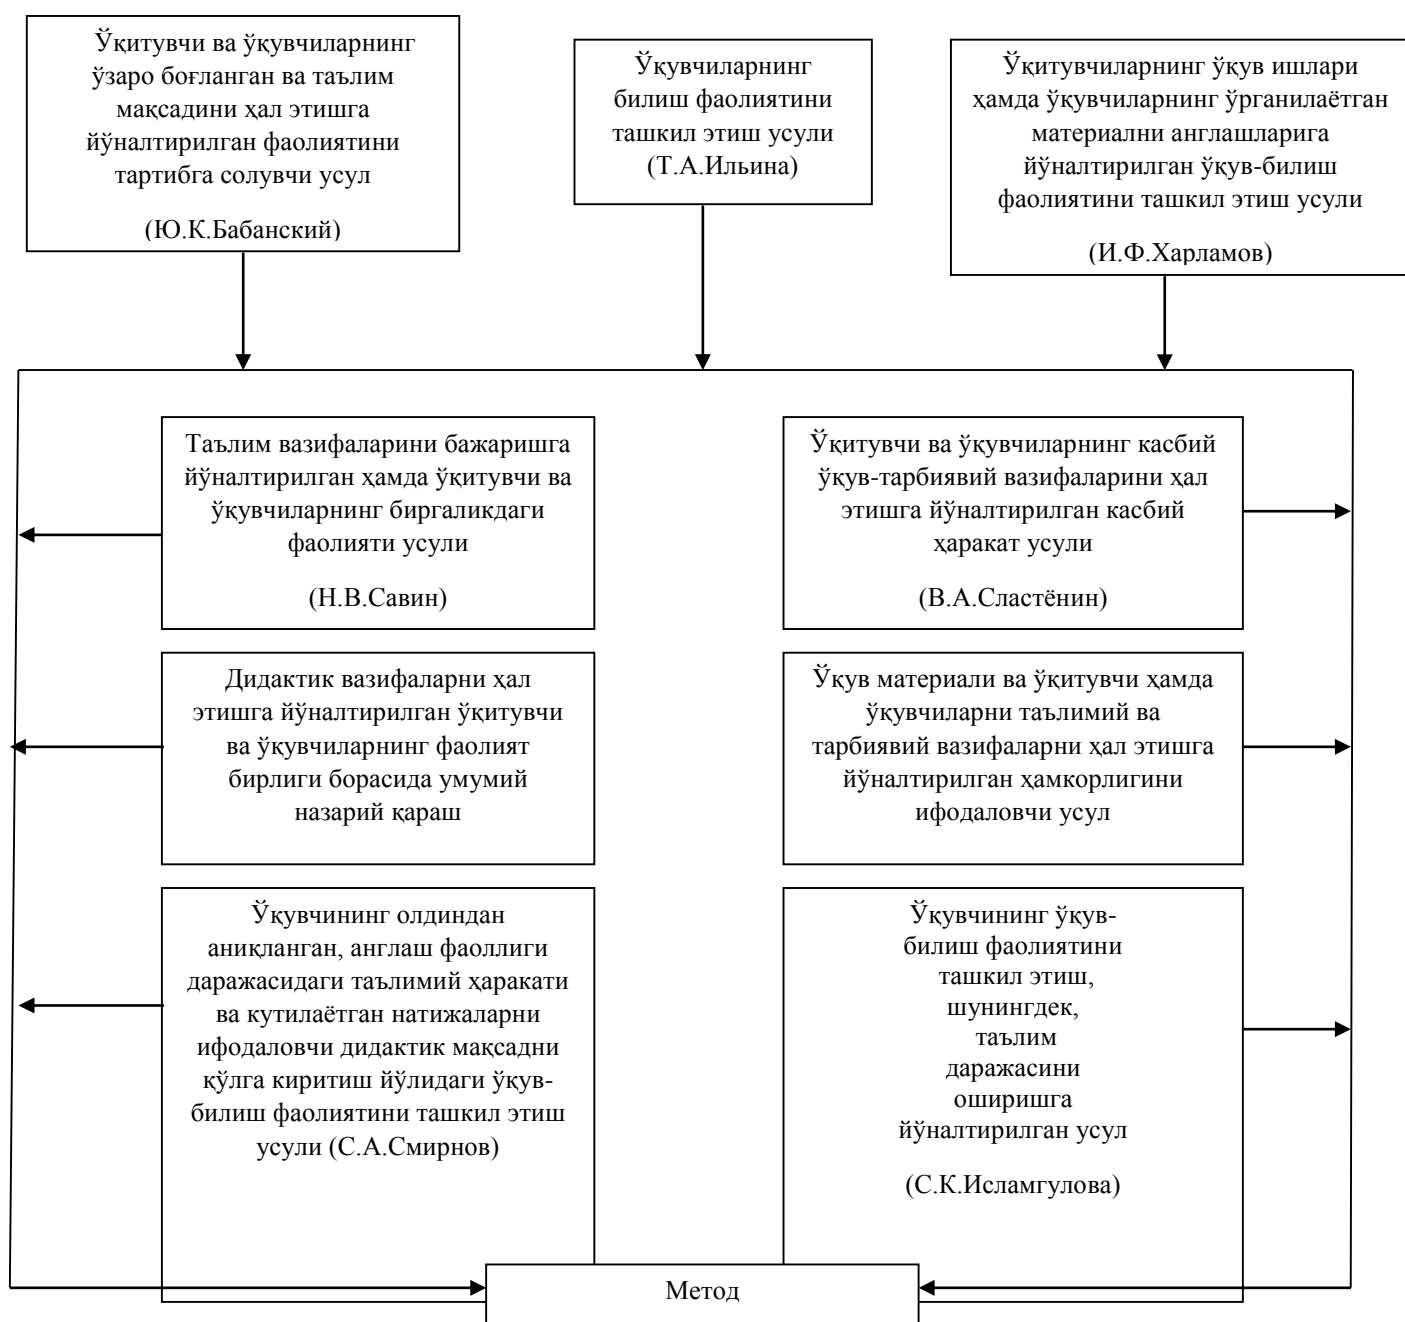 Ўқитувчи ва ўқувчиларнинг
ўзаро боғланган ва таълим
мақсадини ҳал этишга
йўналтирилган фаолиятини
тартибга солувчи усул
(Ю.К.Бабанский)
Ўқувчиларнинг
билиш фаолиятини
ташкил этиш усули
(Т.А.Ильина)
Ўқитувчиларнинг ўқув ишлари
ҳамда ўқувчиларнинг ўрганилаётган
материални англашларига
йўналтирилган ўқув-билиш
фаолиятини ташкил этиш усули
(И.Ф.Харламов)
Таълим вазифаларини бажаришга
йўналтирилган ҳамда ўқитувчи ва
ўқувчиларнинг биргаликдаги
фаолияти усули
(Н.В.Савин)
Ўқитувчи ва ўқувчиларнинг касбий
ўқув-тарбиявий вазифаларини ҳал
этишга йўналтирилган касбий
ҳаракат усули
(В.А.Сластёнин)
Дидактик вазифаларни ҳал
этишга йўналтирилган ўқитувчи
ва ўқувчиларнинг фаолият
бирлиги борасида умумий
назарий қараш
Ўқув материали ва ўқитувчи ҳамда
ўқувчиларни таълимий ва
тарбиявий вазифаларни ҳал этишга
йўналтирилган ҳамкорлигини
ифодаловчи усул
Ўқувчининг олдиндан
аниқланган, англаш фаоллиги
даражасидаги таълимий ҳаракати
ва кутилаётган натижаларни
ифодаловчи дидактик мақсадни
қўлга киритиш йўлидаги ўқув-
билиш фаолиятини ташкил этиш
усули (С.А.Смирнов)
Ўқувчининг ўқув-
билиш фаолиятини
ташкил этиш,
шунингдек,
таълим
даражасини
оширишга
йўналтирилган усул
(С.К.Исламгулова)
Метод